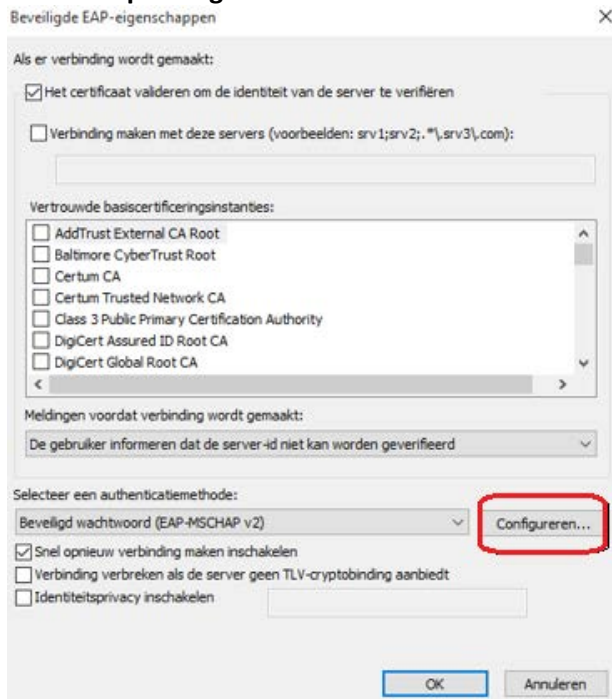 Beveiligde EAP-eigenschappen
Als er verbinding wordt gemaakt:
Het certificaat valideren om de identiteit van de server te verifiëren
Verbinding maken met deze servers (voorbeelden: srv1;srv2;.*\.srv3\.com):
Vertrouwde basiscertificeringsinstanties:
AddTrust External CA Root
Baltimore CyberTrust Root
Certum CA
Certum Trusted Network CA
Class 3 Public Primary Certification Authority
DigiCert Assured ID Root CA
DigiCert Global Root CA
Meldingen voordat verbinding wordt gemaakt:
De gebruiker informeren dat de server-id niet kan worden geverifieerd
Selecteer een authenticatiemethode:
Beveiligd wachtwoord (EAP-MSCHAP v2) Configureren...
Snel opnieuw verbinding maken inschakelen
Verbinding verbreken als de server geen TLV-cryptobinding aanbiedt
Identiteitsprivacy inschakelen
OK Annuleren